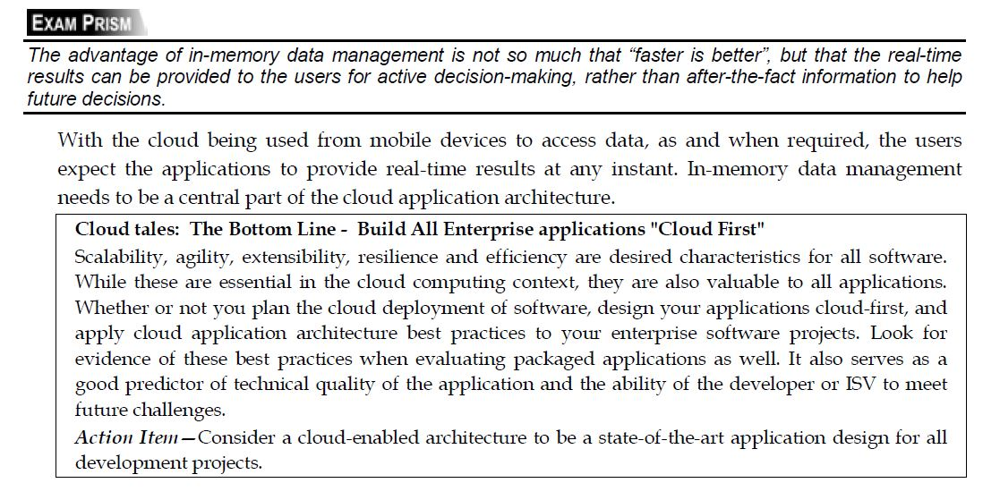 EXAM PRISM
The advantage of in-memory data management is not so much that “faster is better”, but that the real-time
results can be provided to the users for active decision-making, rather than after-the-fact information to help
future decisions.
With the cloud being used from mobile devices to access data, as and when required, the users
expect the applications to provide real-time results at any instant. In-memory data management
needs to be a central part of the cloud application architecture.
Cloud tales: The Bottom Line - Build All Enterprise applications "Cloud First"
Scalability, agility, extensibility, resilience and efficiency are desired characteristics for all software.
While these are essential in the cloud computing context, they are also valuable to all applications.
Whether or not you plan the cloud deployment of software, design your applications cloud-first, and
apply cloud application architecture best practices to your enterprise software projects. Look for
evidence of these best practices when evaluating packaged applications as well. It also serves as a
good predictor of technical quality of the application and the ability of the developer or ISV to meet
future challenges.
Action Item—Consider a cloud-enabled architecture to be a state-of-the-art application design for all
development projects.